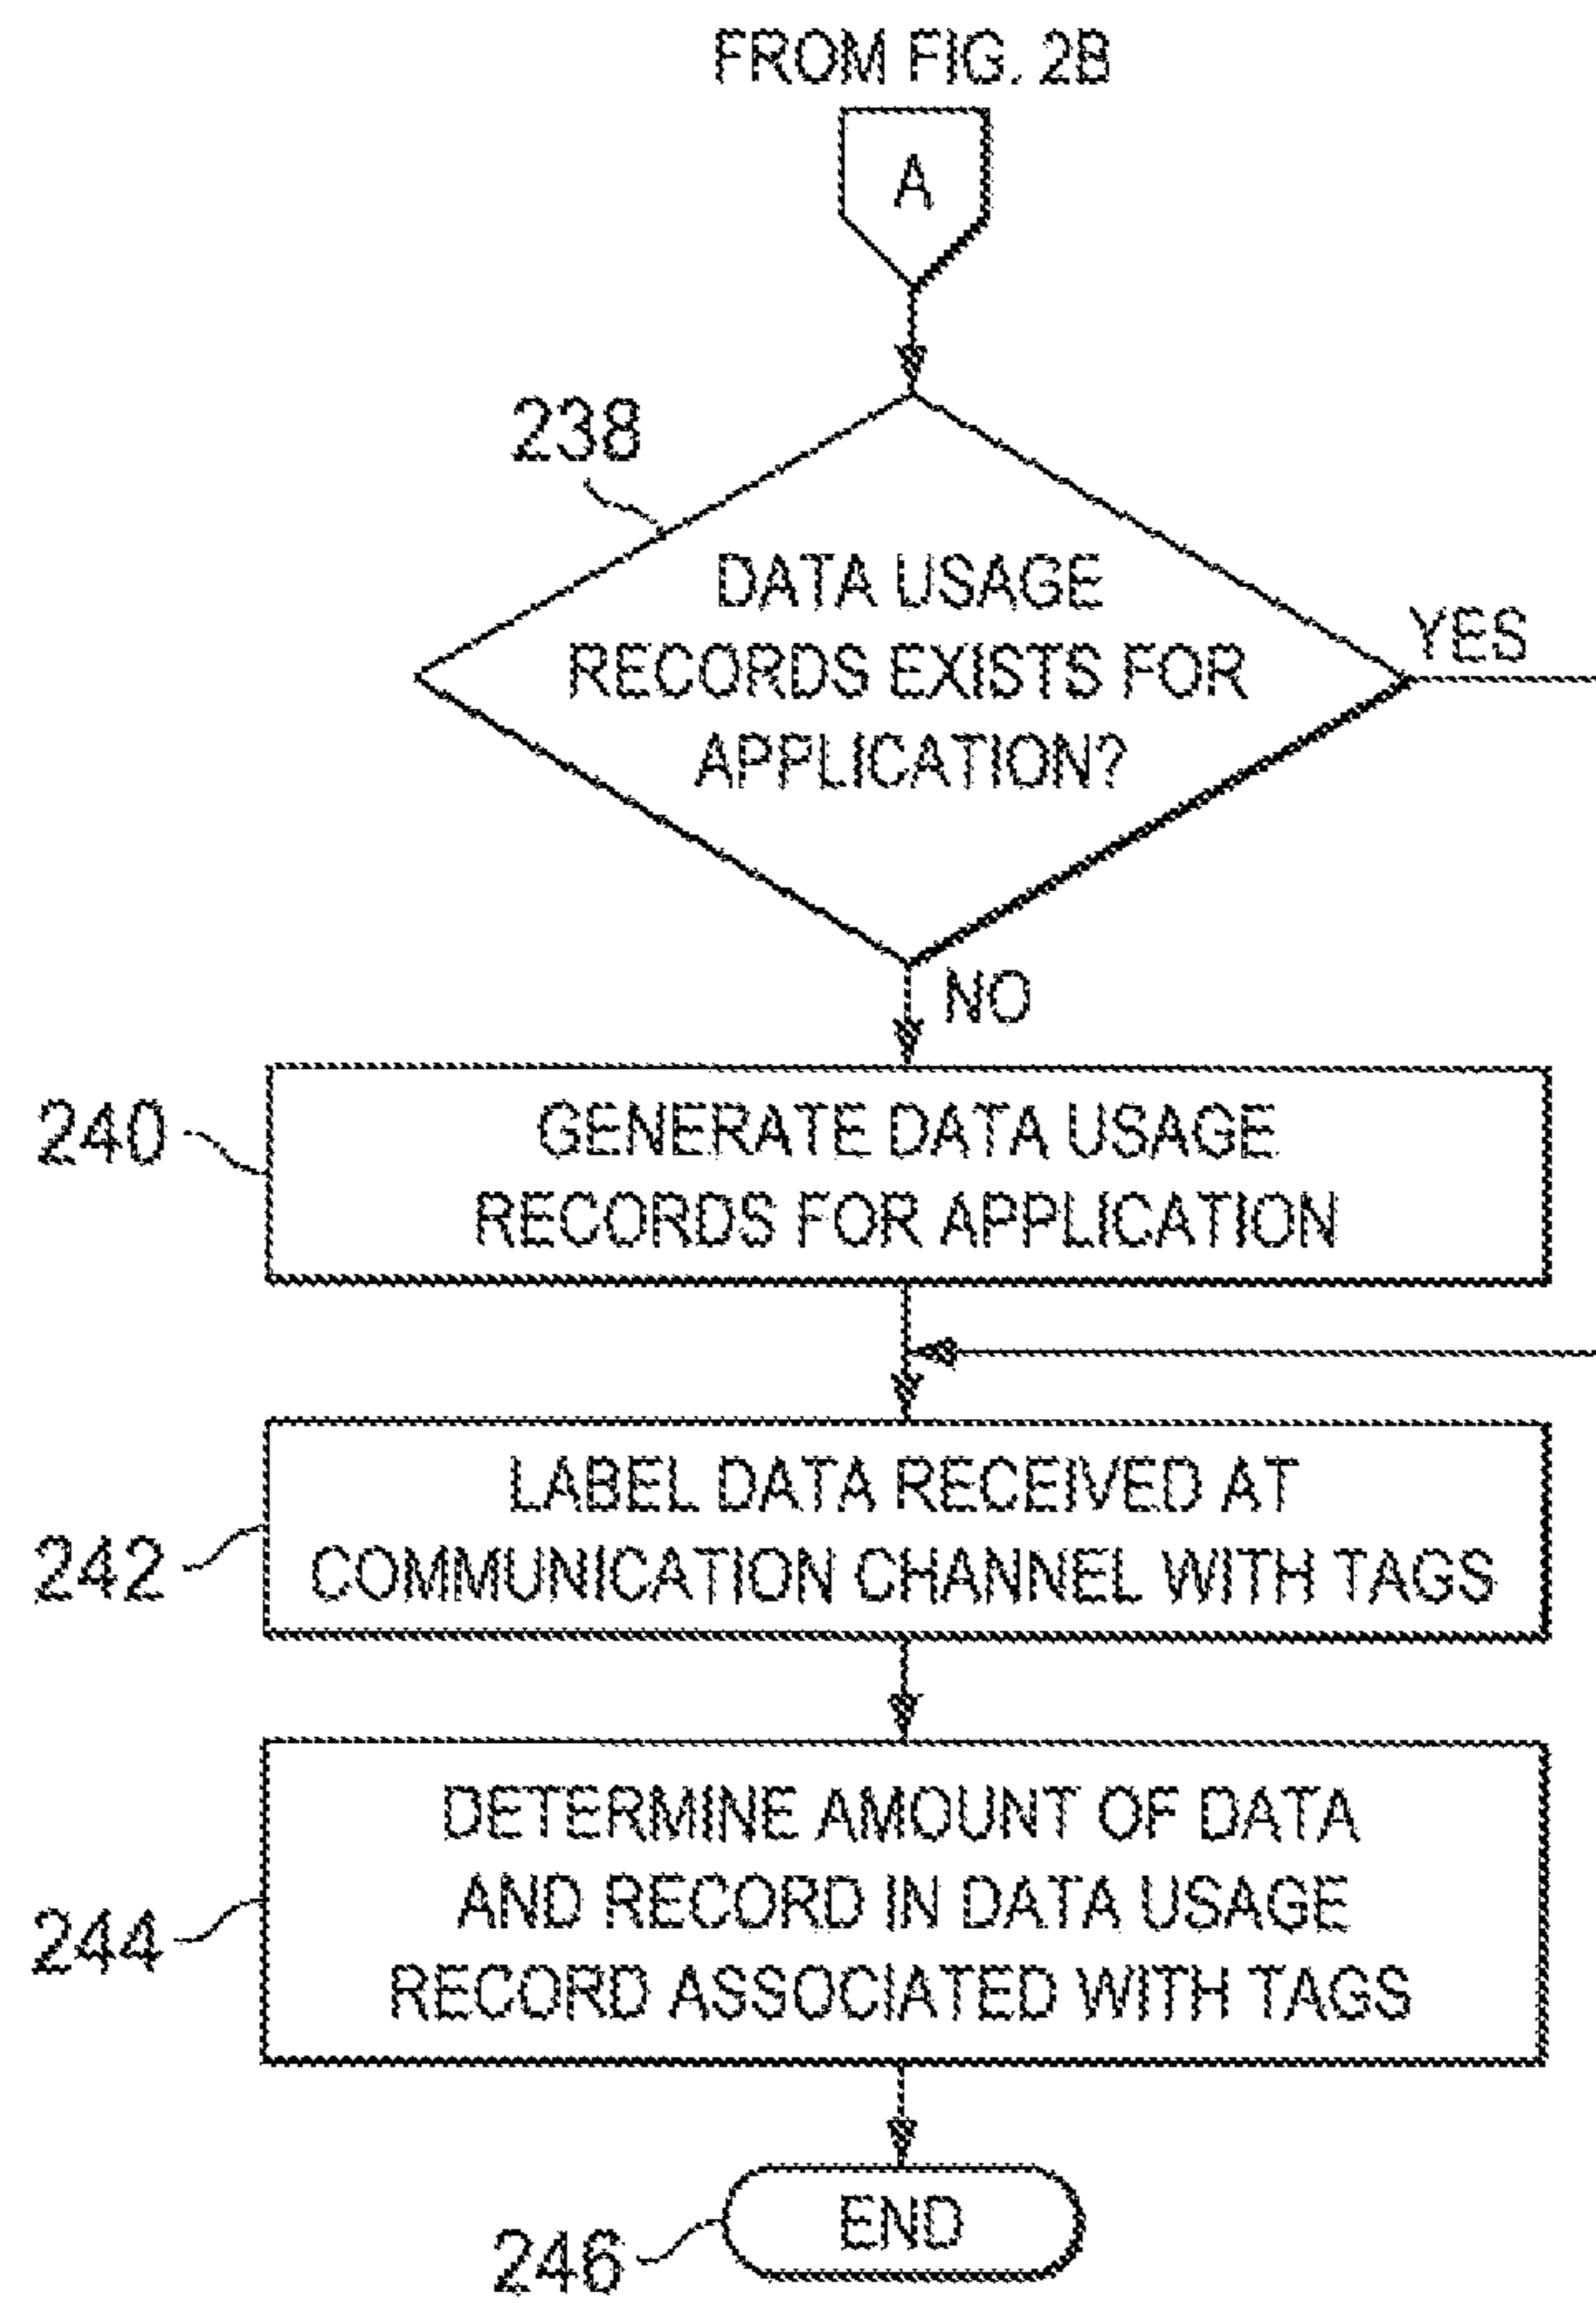 FROM FIG. 2B
A
238
DATA USAGE
RECORDS EXISTS FOR
APPLICATION?
YES
NO
240
GENERATE DATA USAGE
RECORDS FOR APPLICATION
242
LABEL DATA RECEIVED AT
COMMUNICATION CHANNEL WITH TAGS
244
DETERMINE AMOUNT OF DATA
AND RECORD IN DATA USAGE
RECORD ASSOCIATED WITH TAGS
246
END